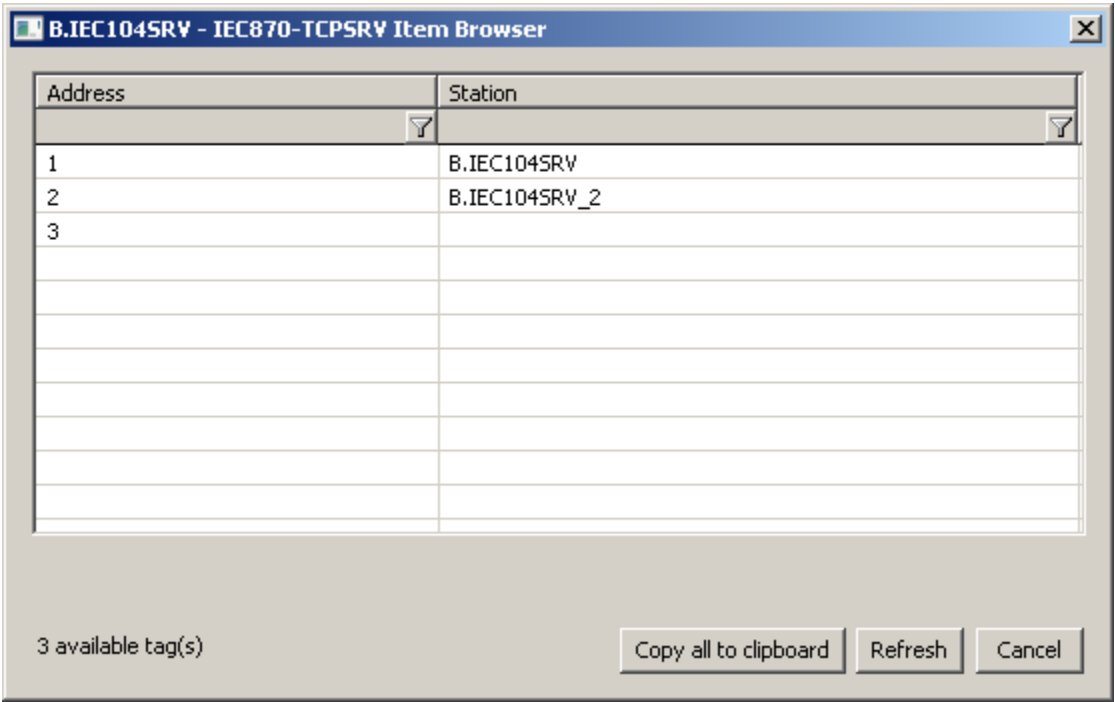 B.IEC104SRV - IEC870-TCPSRV Item Browser
Address Station
1 B.IEC104SRV
2 B.IEC104SRV_2
3
3 available tag(s) Copy all to clipboard Refresh Cancel